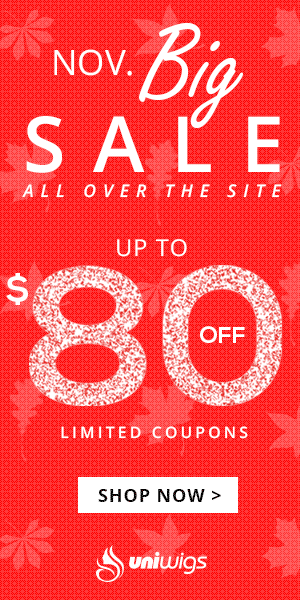 NOV. Big
SALE
ALL OVER THE SITE
UP TO
$80 OFF
LIMITED COUPONS
SHOP NOW >
uniwigs